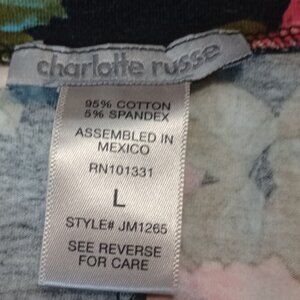 charlotte russe
95% COTTON
5% SPANDEX
ASSEMBLED IN
MEXICO
RN101331
L
STYLE# JM1265
SEE REVERSE
FOR CARE